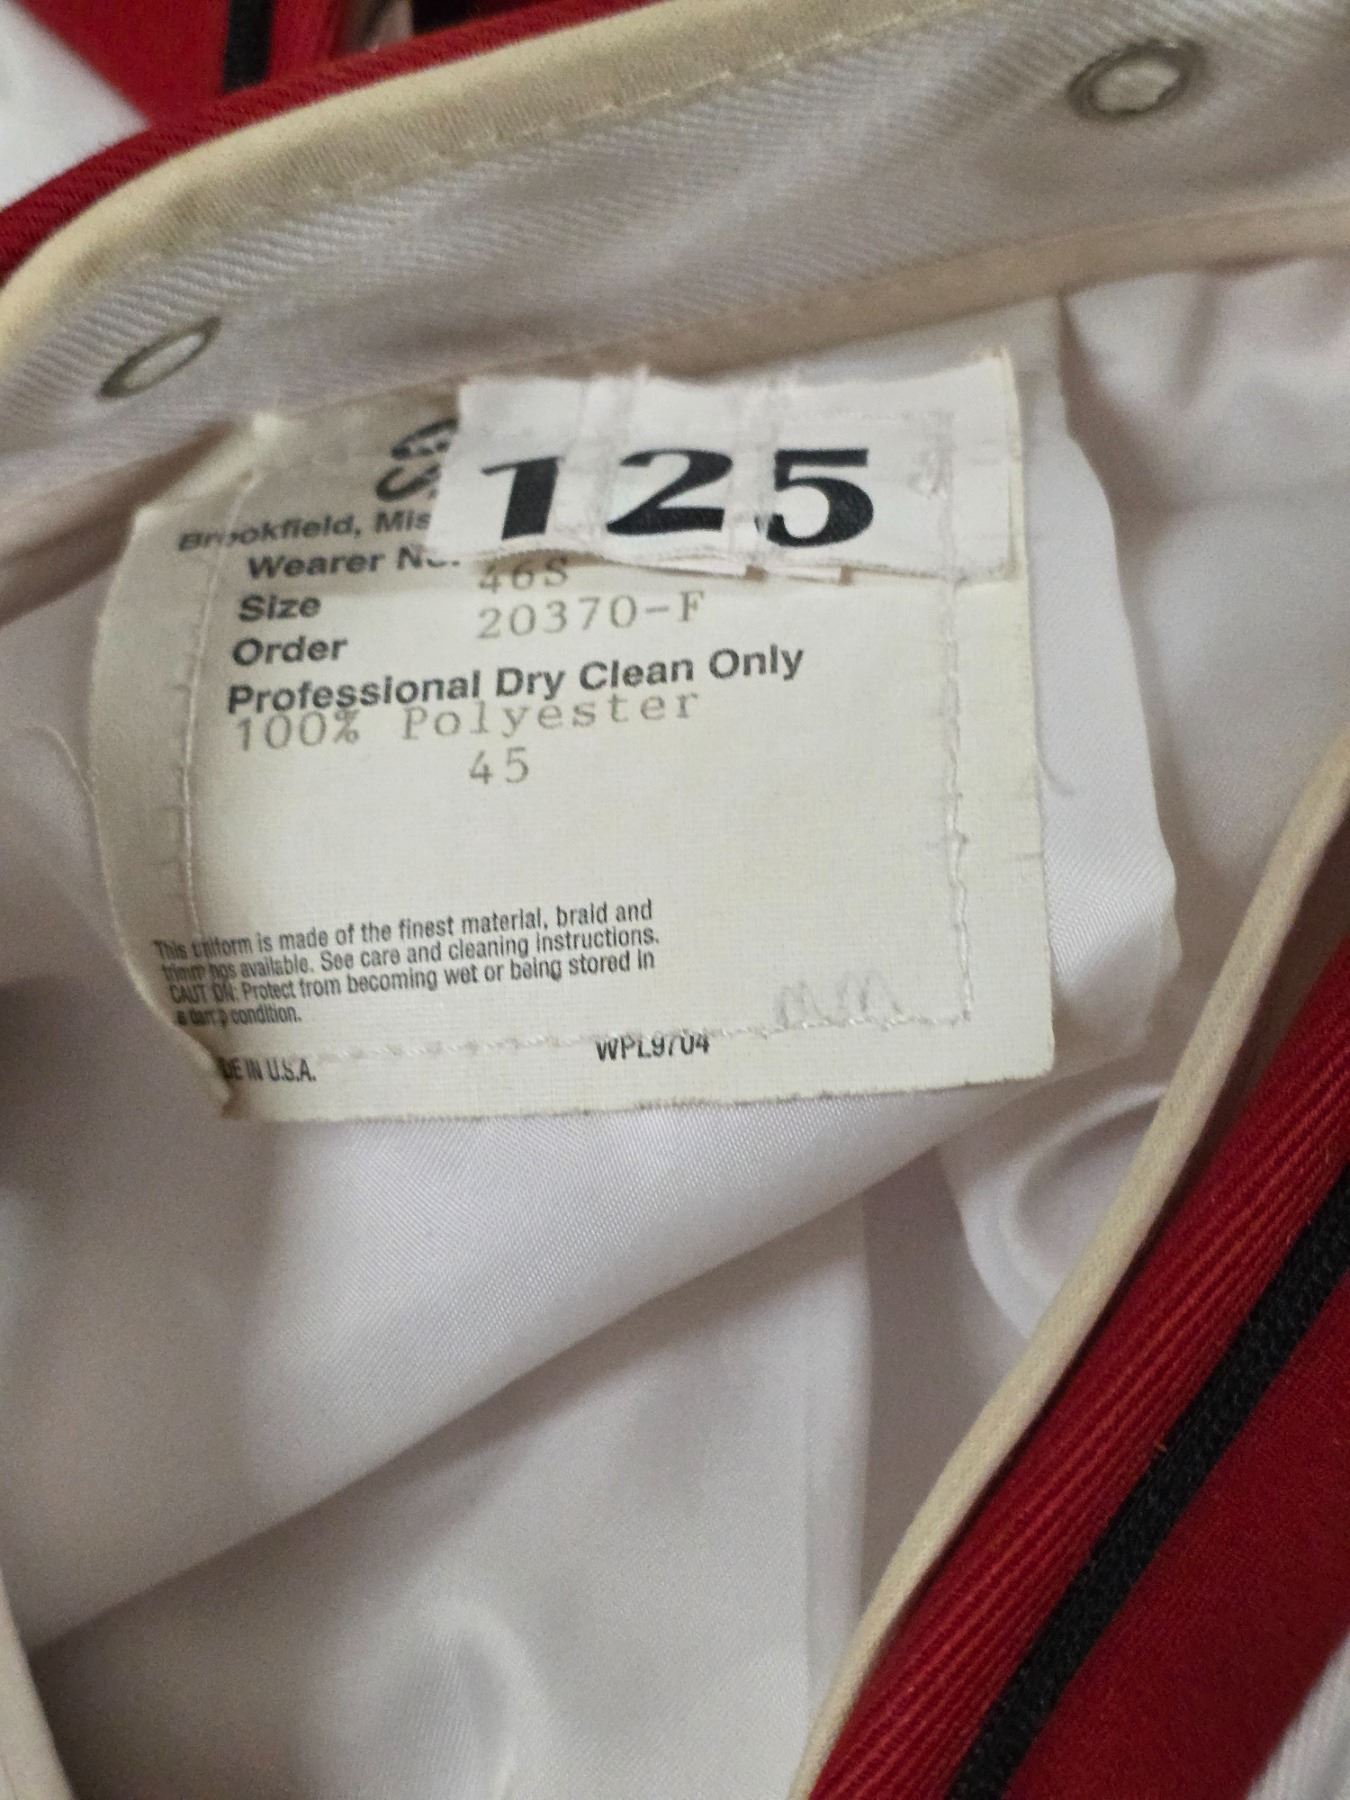 125
Brookfield, Mis
Wearer No.
Size 46S
Order 20370-F
Professional Dry Clean Only
100% Polyester
45
This uniform is made of the finest material, braid and
trimmings available. See care and cleaning instructions.
CAUTION: Protect from becoming wet or being stored in
a damp condition.
DE IN U.S.A.
WPL9704